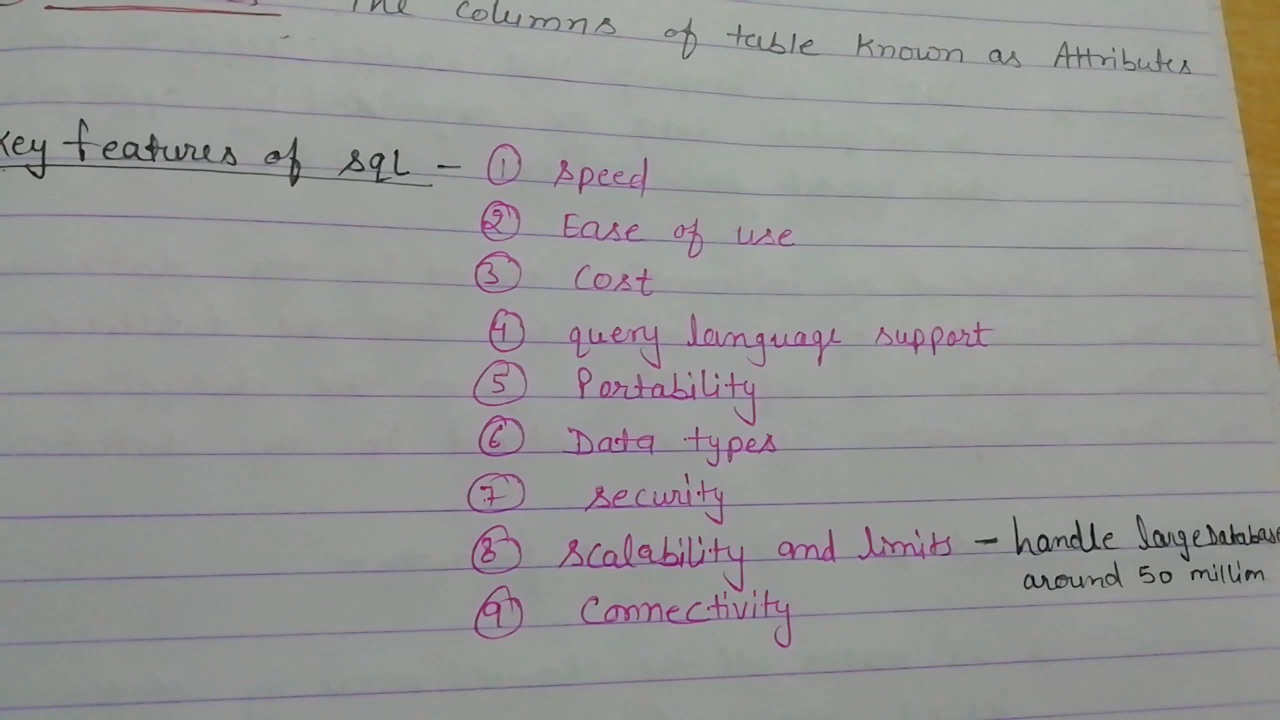 The Columns of table Known as Attributes
Key features of sql - ① speed
② Ease of use
③ Cost
④ query language support
⑤ Portability
⑥ Data types
⑦ security
⑧ scalability and limits - handle large Database
around 50 million
⑨ Connectivity